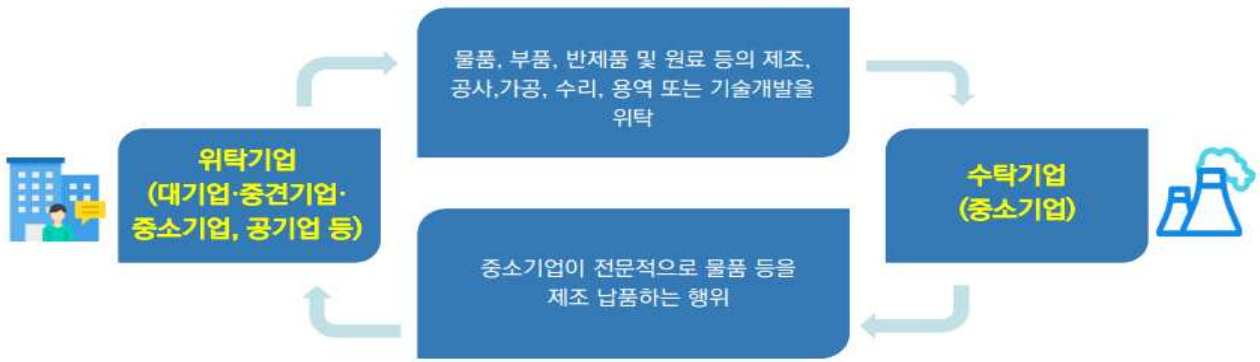 물품, 부품, 반제품 및 원료 등의 제조,
공사,가공, 수리, 용역 또는 기술개발을
위탁
위탁기업
(대기업·중견기업·
중소기업, 공기업 등)
수탁기업
(중소기업)
중소기업이 전문적으로 물품 등을
제조 납품하는 행위